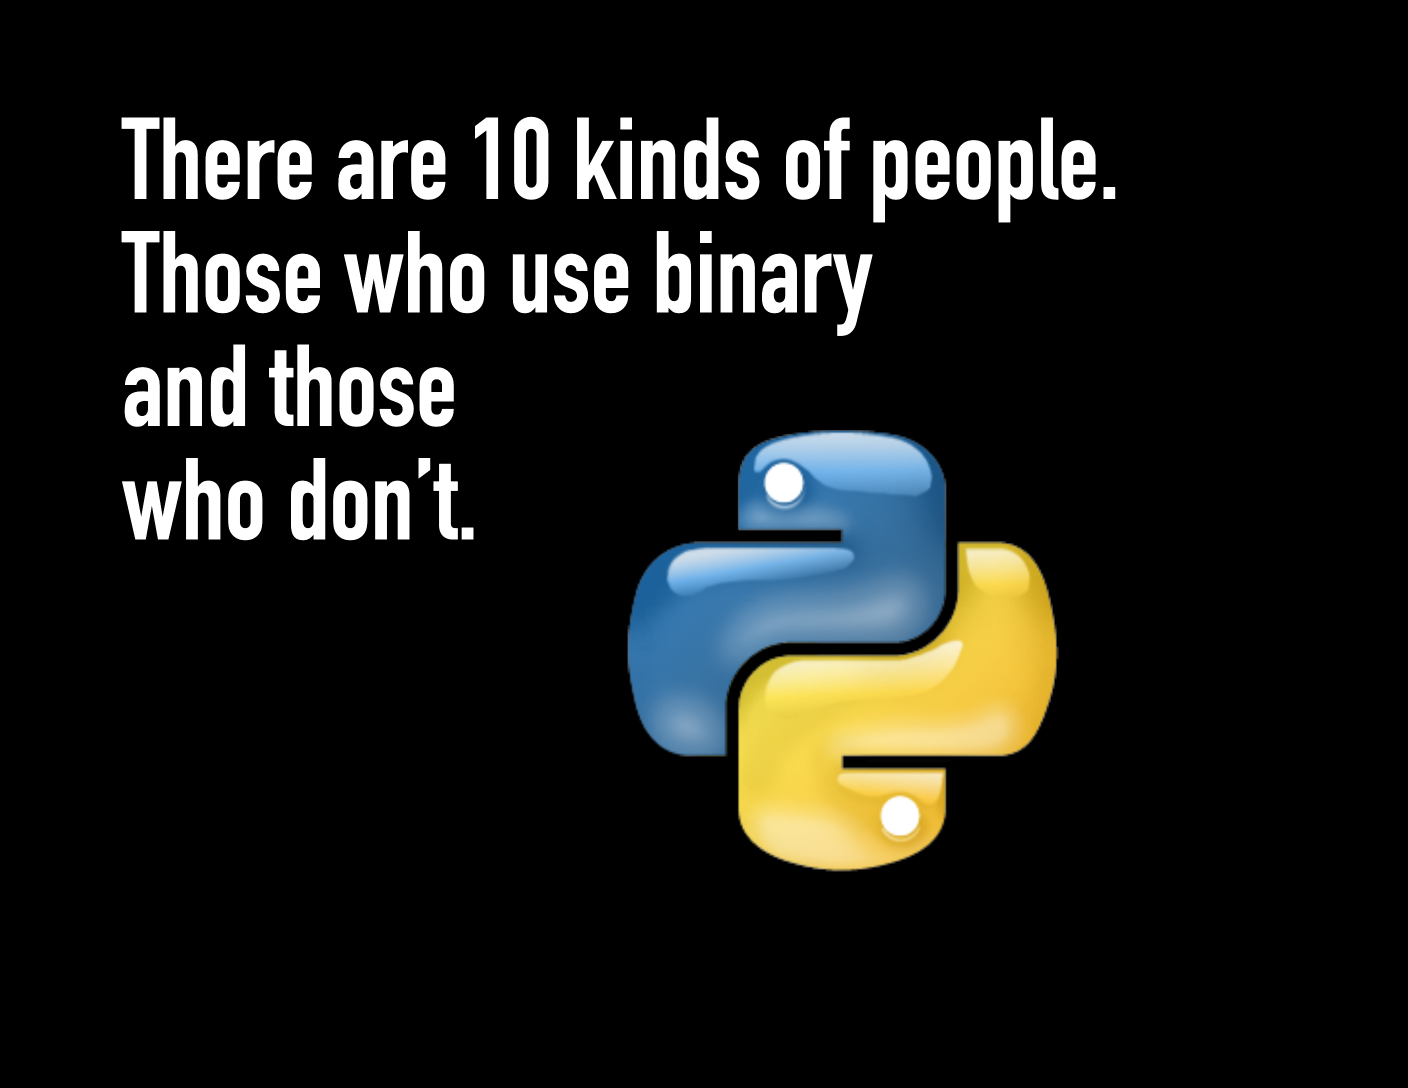 There are 10 kinds of people.
Those who use binary
and those
who don’t.